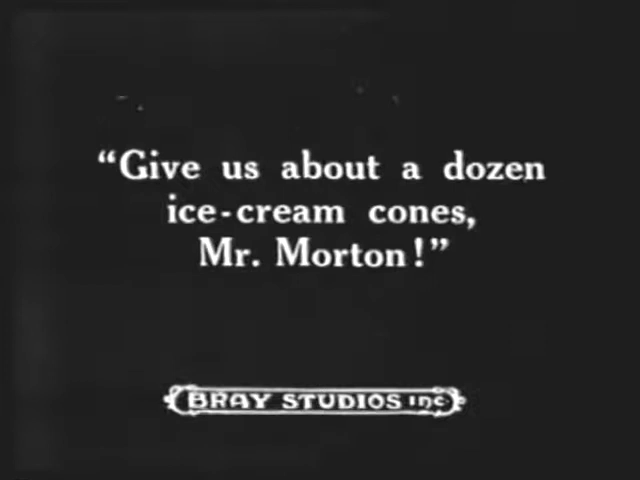 “Give us about a dozen
ice-cream cones,
Mr. Morton!”
BRAY STUDIOS INC